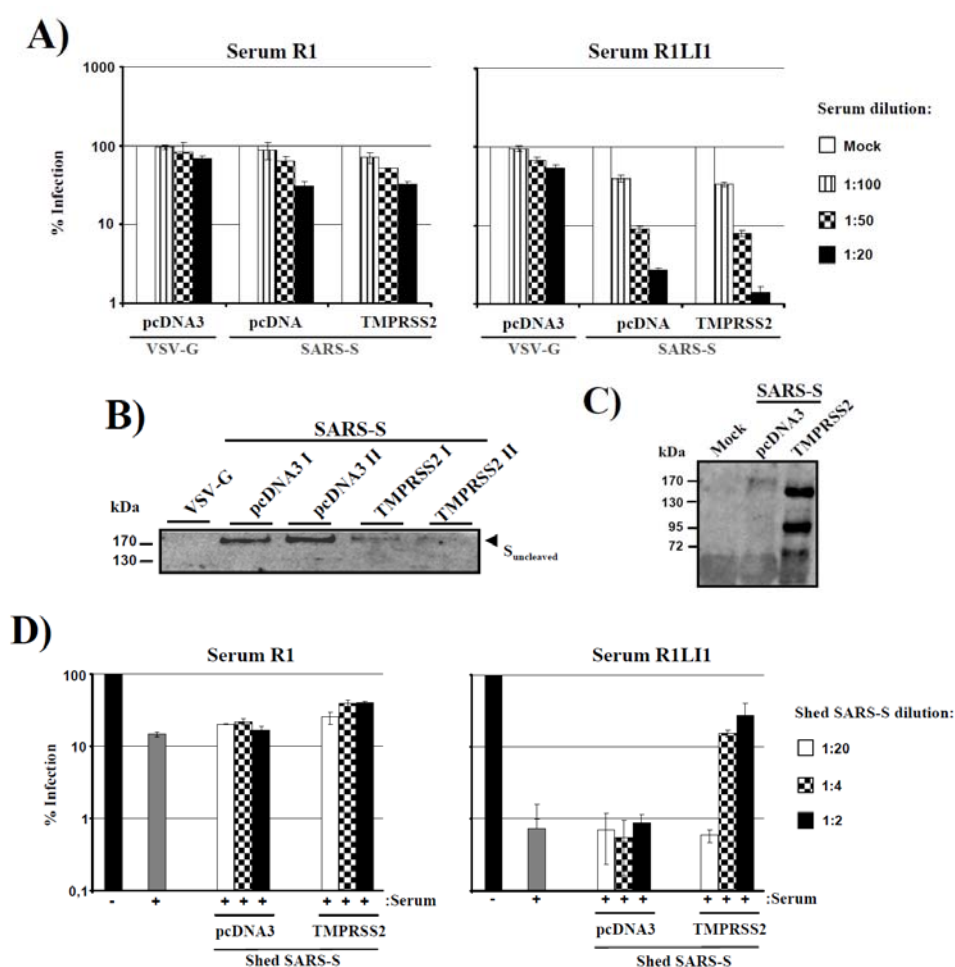 A)
Serum R1
Serum R1LI1
% Infection
1000
100
10
1
pcDNA3
pcDNA
TMPRSS2
VSV-G
SARS-S
pcDNA3
pcDNA
TMPRSS2
VSV-G
SARS-S
Serum dilution:
Mock
1:100
1:50
1:20
B)
SARS-S
kDa
VSV-G
pcDNA3 I
pcDNA3 II
TMPRSS2 I
TMPRSS2 II
170
130
Suncleaved
C)
SARS-S
kDa
Mock
pcDNA3
TMPRSS2
170
130
95
72
D)
Serum R1
Serum R1LI1
% Infection
100
10
1
0,1
- + + + + + + + :Serum
pcDNA3
TMPRSS2
Shed SARS-S
- + + + + + + + :Serum
pcDNA3
TMPRSS2
Shed SARS-S
Shed SARS-S dilution:
1:20
1:4
1:2